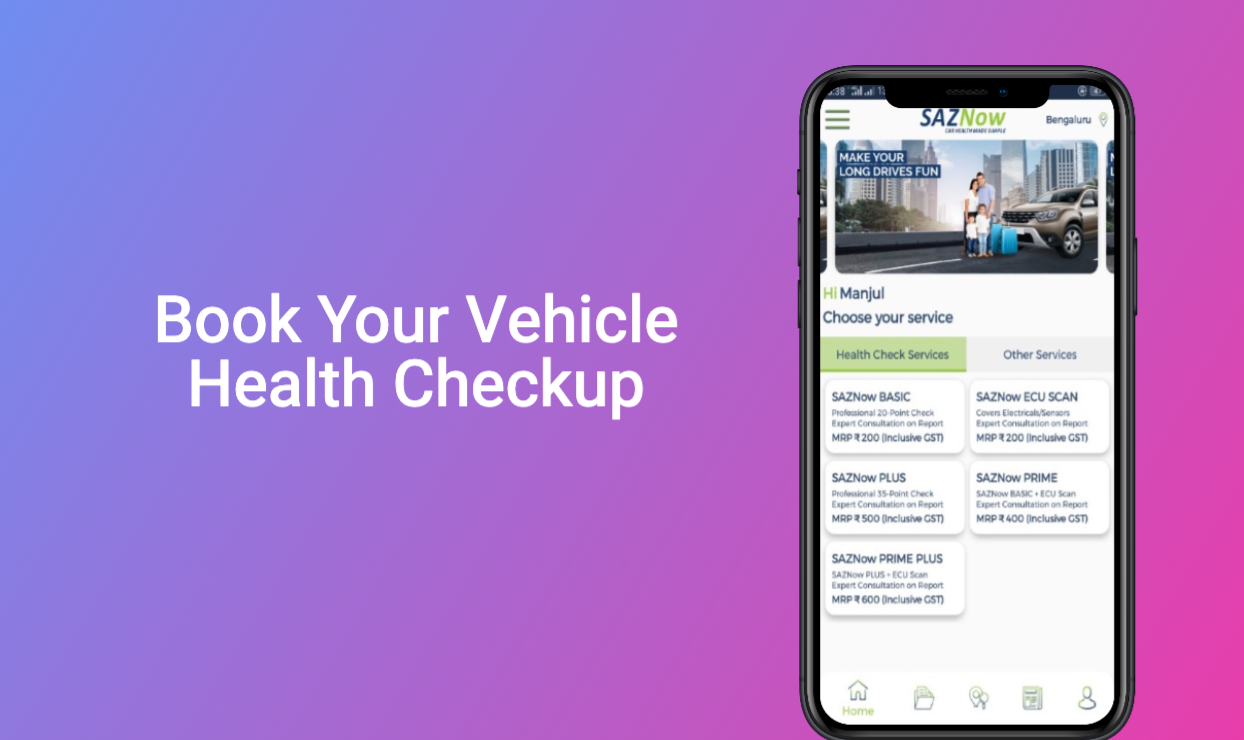 Book Your Vehicle
Health Checkup
SAZNow
CAR HEALTH MADE SIMPLE
Bengaluru
MAKE YOUR
LONG DRIVES FUN
Hi Manjul
Choose your service
Health Check Services
Other Services
SAZNow BASIC
Professional 20-Point Check
Expert Consultation on Report
MRP ₹ 200 (Inclusive GST)
SAZNow ECU SCAN
Covers Electricals/Sensors
Expert Consultation on Report
MRP ₹ 200 (Inclusive GST)
SAZNow PLUS
Professional 35-Point Check
Expert Consultation on Report
MRP ₹ 500 (Inclusive GST)
SAZNow PRIME
SAZNow BASIC + ECU Scan
Expert Consultation on Report
MRP ₹ 400 (Inclusive GST)
SAZNow PRIME PLUS
SAZNow PLUS + ECU Scan
Expert Consultation on Report
MRP ₹ 600 (Inclusive GST)
Home